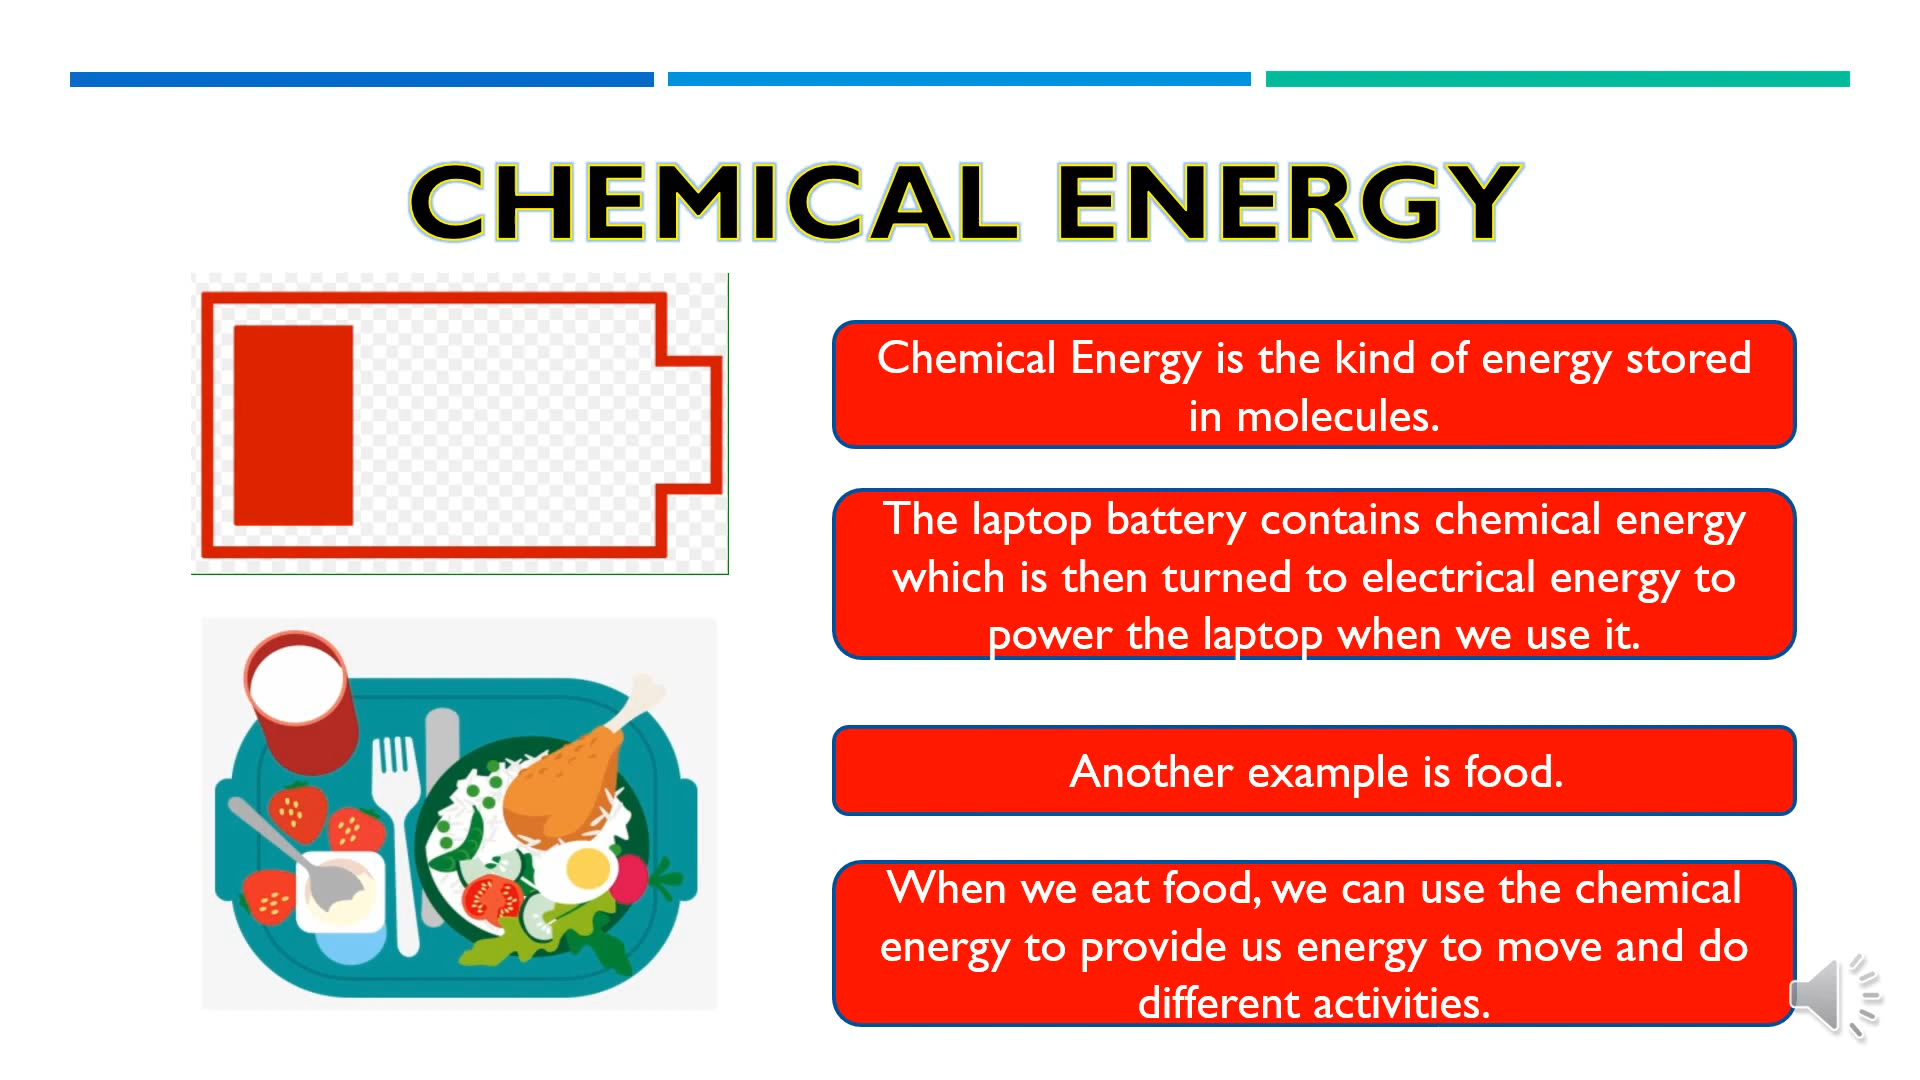 CHEMICAL ENERGY
Chemical Energy is the kind of energy stored
in molecules.
The laptop battery contains chemical energy
which is then turned to electrical energy to
power the laptop when we use it.
Another example is food.
When we eat food, we can use the chemical
energy to provide us energy to move and do
different activities.